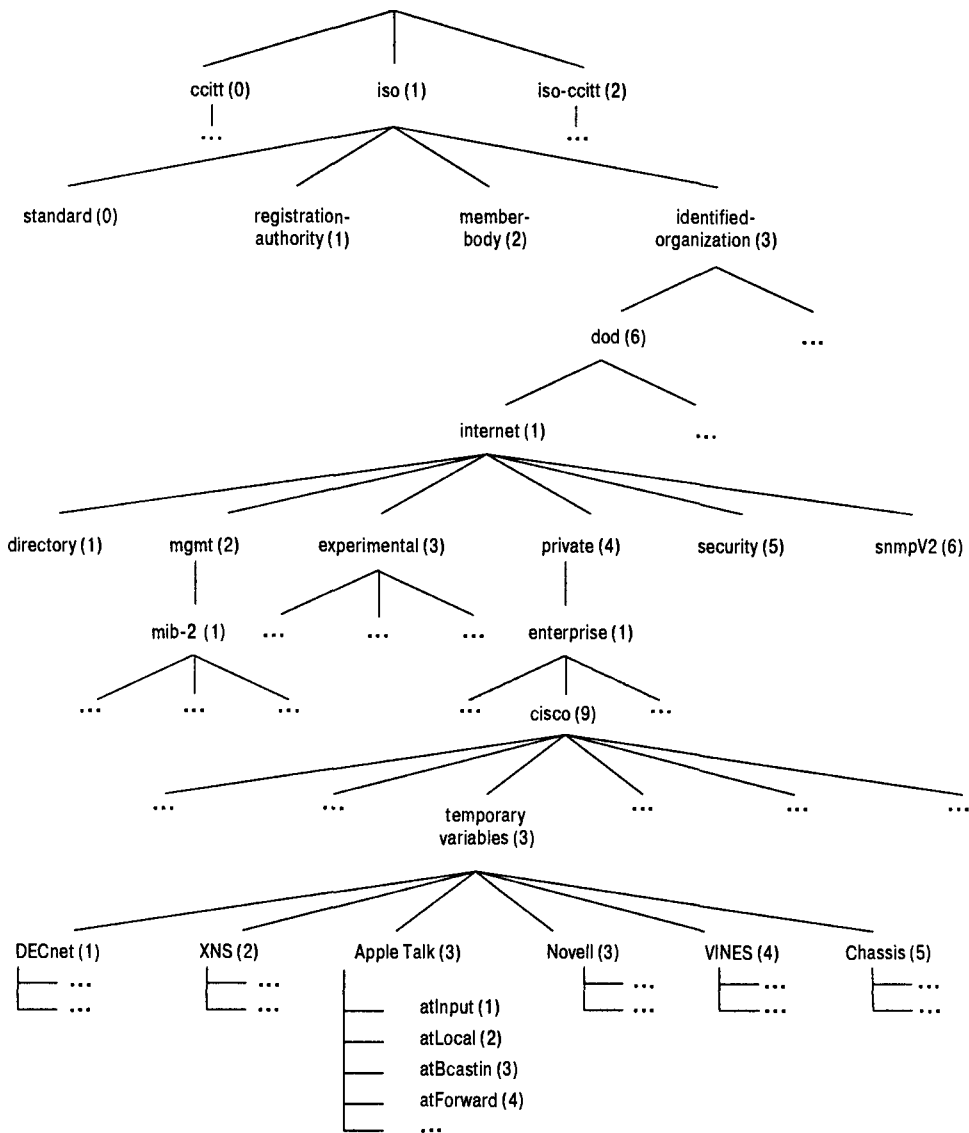 ccitt (0) iso (1) iso-ccitt (2)
... ...
standard (0) registration- member- identified-
authority (1) body (2) organization (3)
dod (6) ...
internet (1) ...
directory (1) mgmt (2) experimental (3) private (4) security (5) snmpV2 (6)
mib-2 (1) ... ... ... enterprise (1)
... ... ... ... cisco (9) ...
... ... temporary ... ... ...
variables (3)
DECnet (1) XNS (2) Apple Talk (3) Novell (3) VINES (4) Chassis (5)
... ... ... ... ...
... ... atInput (1) ... ... ...
atLocal (2)
atBcastin (3)
atForward (4)
...